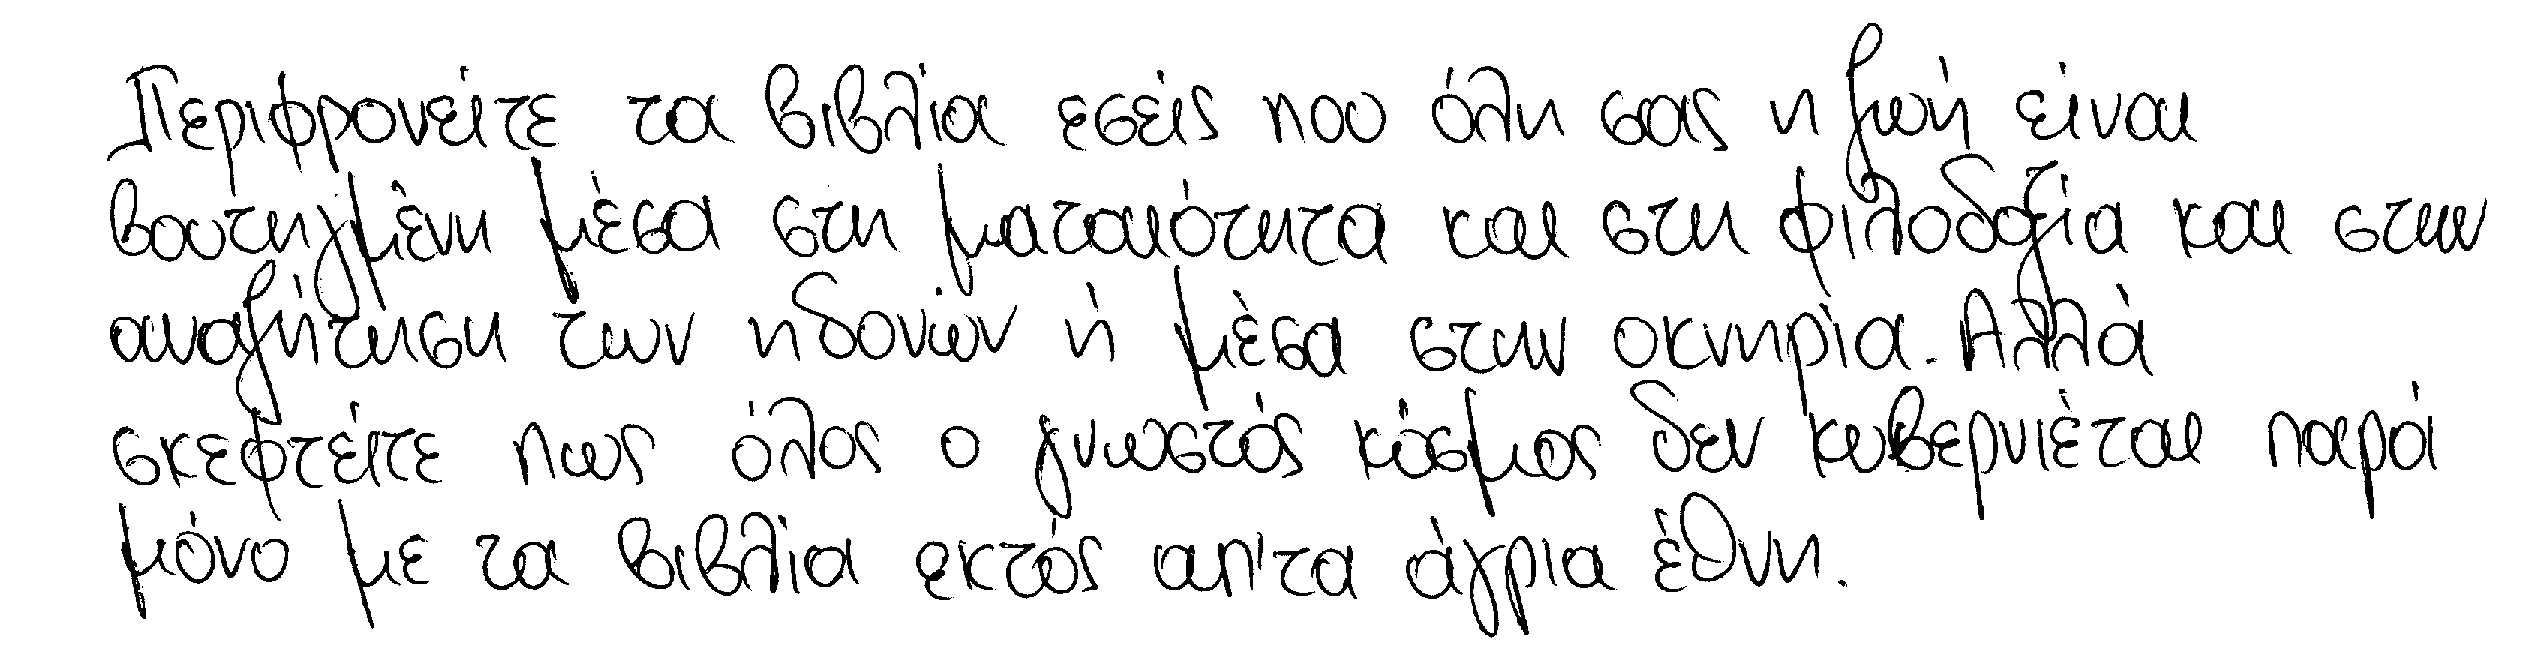 Περιφρονείτε τα βιβλία εσείς που όλη σας η ζωή είναι
βουτηγμένη μέσα στη ματαιότητα και στη φιλοδοξία και στην
αναζήτηση των ηδονών ή μέσα στην οκνηρία. Αλλά
σκεφτείτε πως όλος ο γνωστός κόσμος δεν κυβερνιέται παρά
μόνο με τα βιβλία εκτός απ'τα άγρια έθνη.